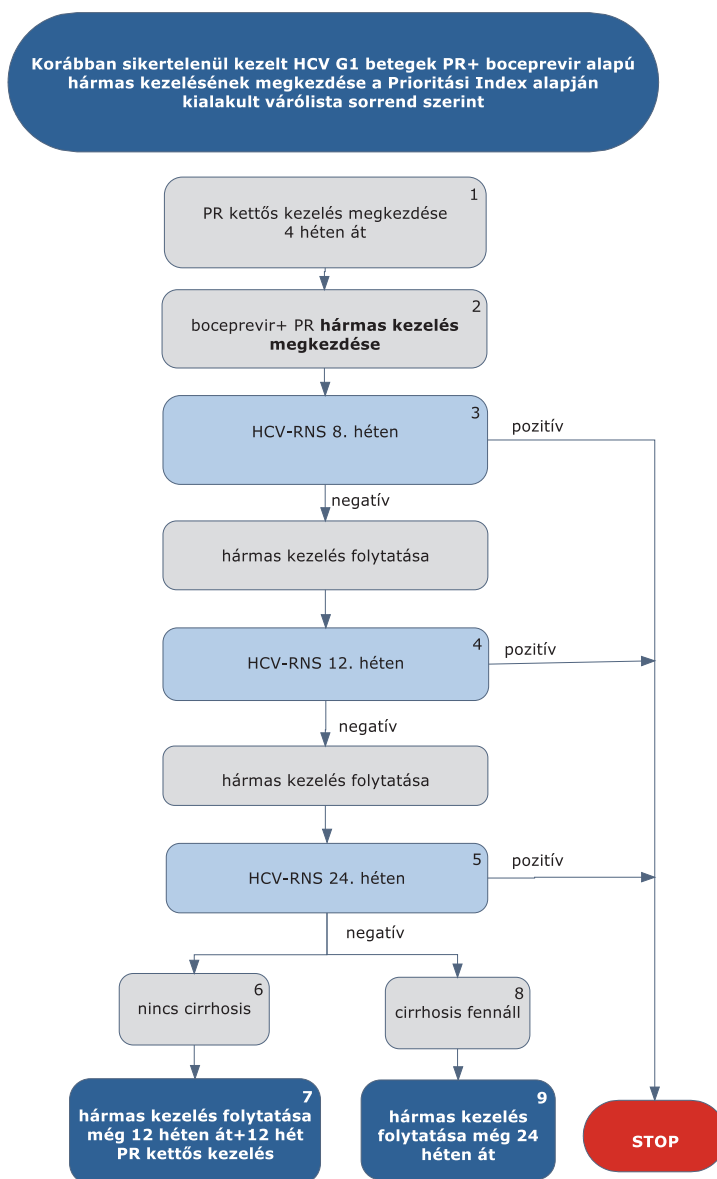 Korábban sikertelenül kezelt HCV G1 betegek PR+ boceprevir alapú
hármas kezelésének megkezdése a Prioritási Index alapján
kialakult várólista sorrend szerint
1
PR kettős kezelés megkezdése
4 héten át
2
boceprevir+ PR hármas kezelés
megkezdése
3
HCV-RNS 8. héten
pozitív
negatív
hármas kezelés folytatása
4
HCV-RNS 12. héten
pozitív
negatív
hármas kezelés folytatása
5
HCV-RNS 24. héten
pozitív
negatív
6
nincs cirrhosis
8
cirrhosis fennáll
7
hármas kezelés folytatása
még 12 héten át+12 hét
PR kettős kezelés
9
hármas kezelés
folytatása még 24
héten át
STOP